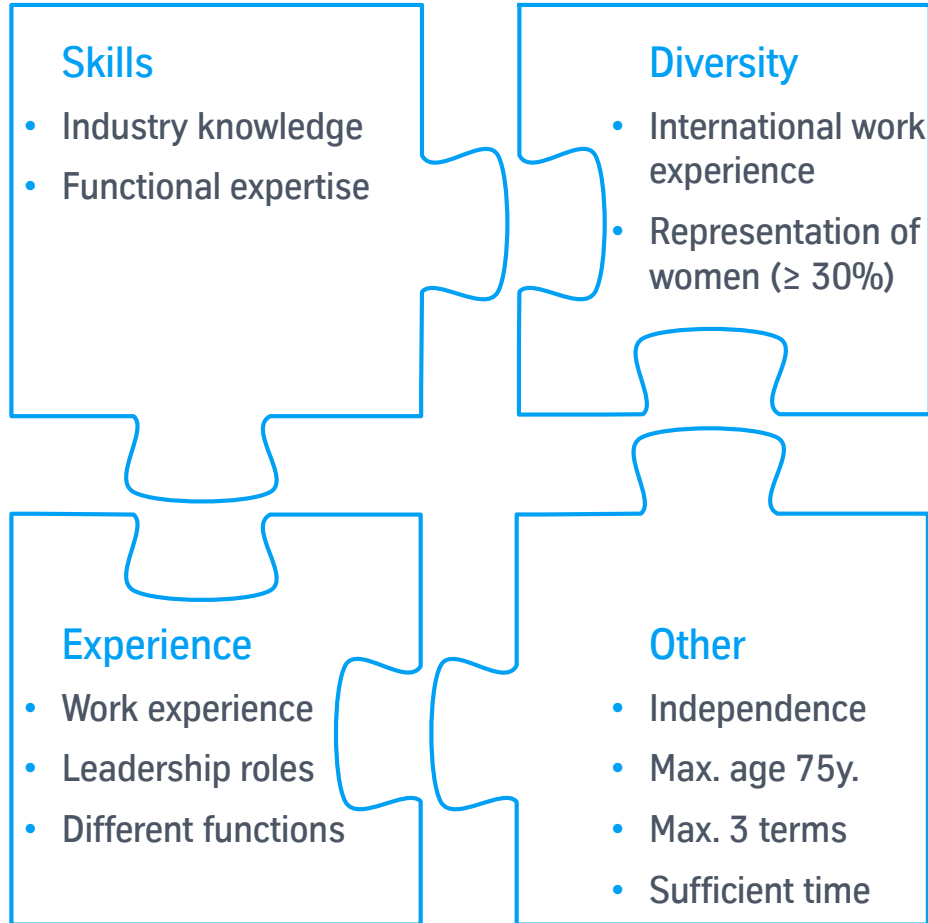 Skills
• Industry knowledge
• Functional expertise
Diversity
• International work
experience
• Representation of
women (≥ 30%)
Experience
• Work experience
• Leadership roles
• Different functions
Other
• Independence
• Max. age 75y.
• Max. 3 terms
• Sufficient time